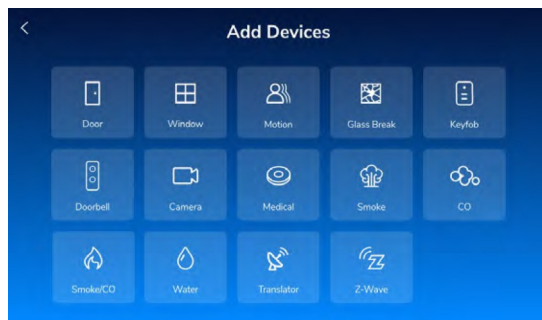 Add Devices
Door
Window
Motion
Glass Break
Keyfob
Doorbell
Camera
Medical
Smoke
CO
Smoke/CO
Water
Translator
Z-Wave